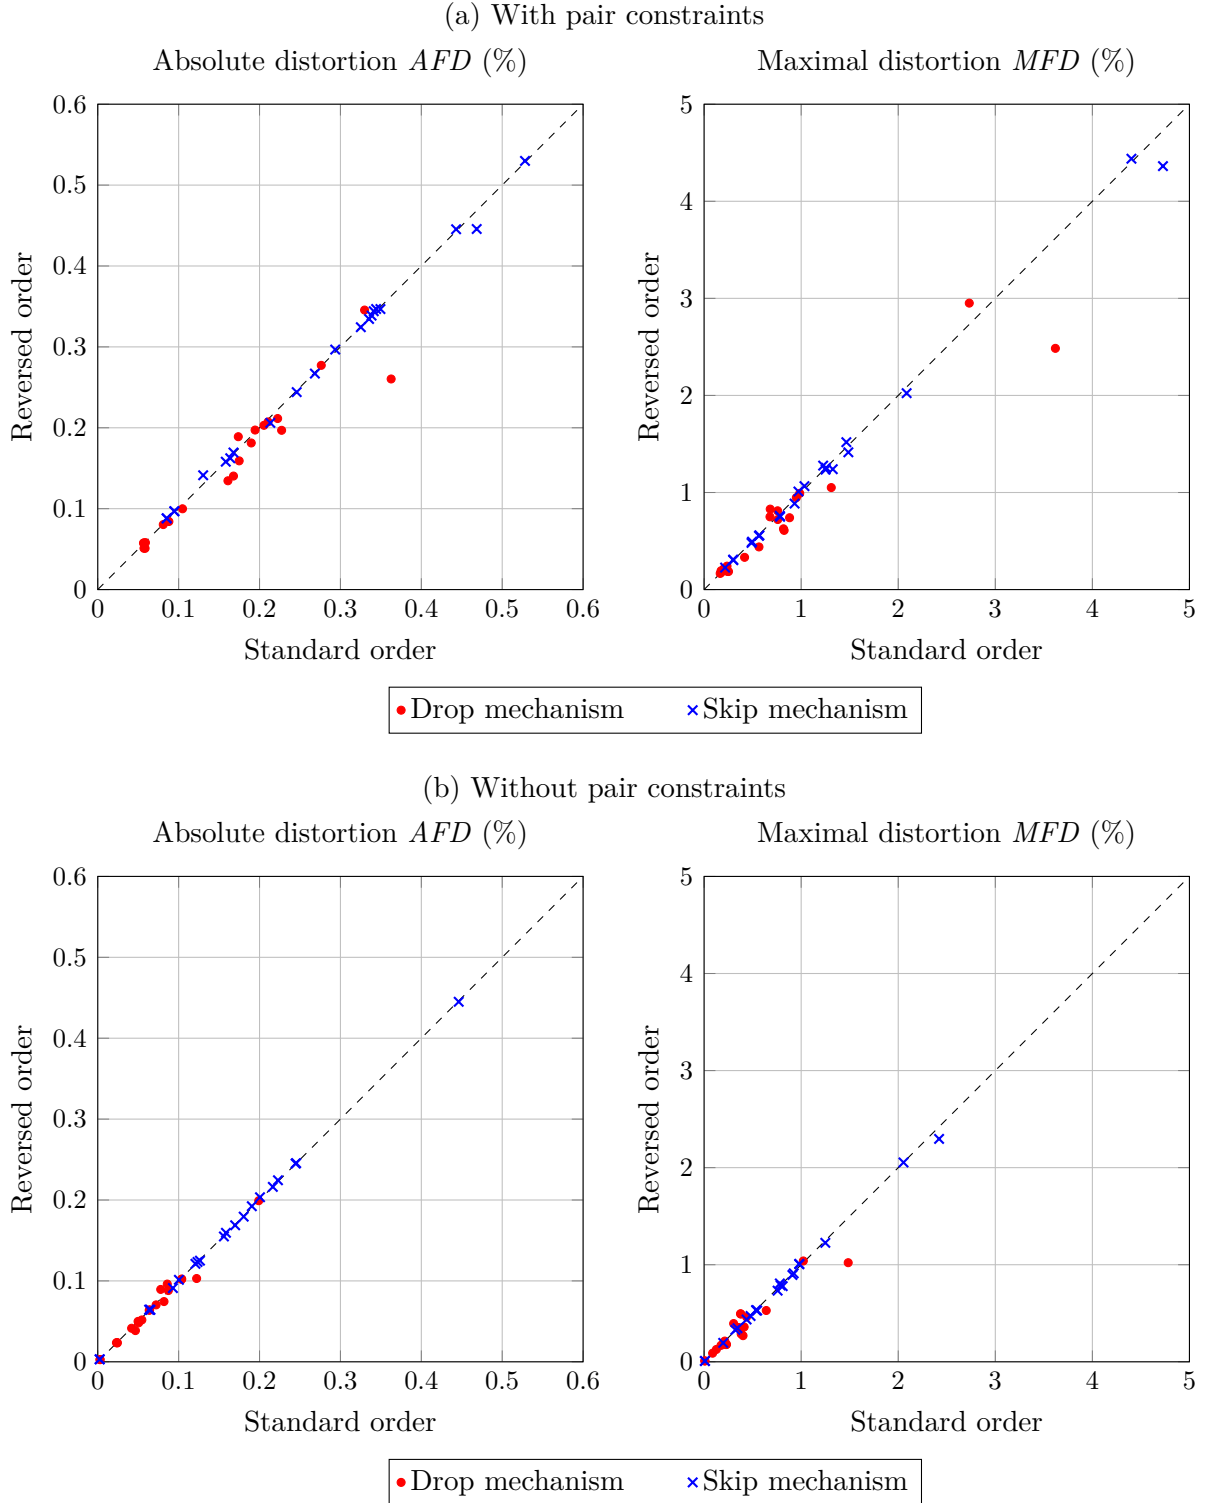 (a) With pair constraints
Absolute distortion AFD (%)
Maximal distortion MFD (%)
0.6
0.5
0.4
0.3
0.2
0.1
0
Reversed order
0 0.1 0.2 0.3 0.4 0.5 0.6
Standard order
5
4
3
2
1
0
Reversed order
0 1 2 3 4 5
Standard order
Drop mechanism Skip mechanism
(b) Without pair constraints
Absolute distortion AFD (%)
Maximal distortion MFD (%)
0.6
0.5
0.4
0.3
0.2
0.1
0
Reversed order
0 0.1 0.2 0.3 0.4 0.5 0.6
Standard order
5
4
3
2
1
0
Reversed order
0 1 2 3 4 5
Standard order
Drop mechanism Skip mechanism